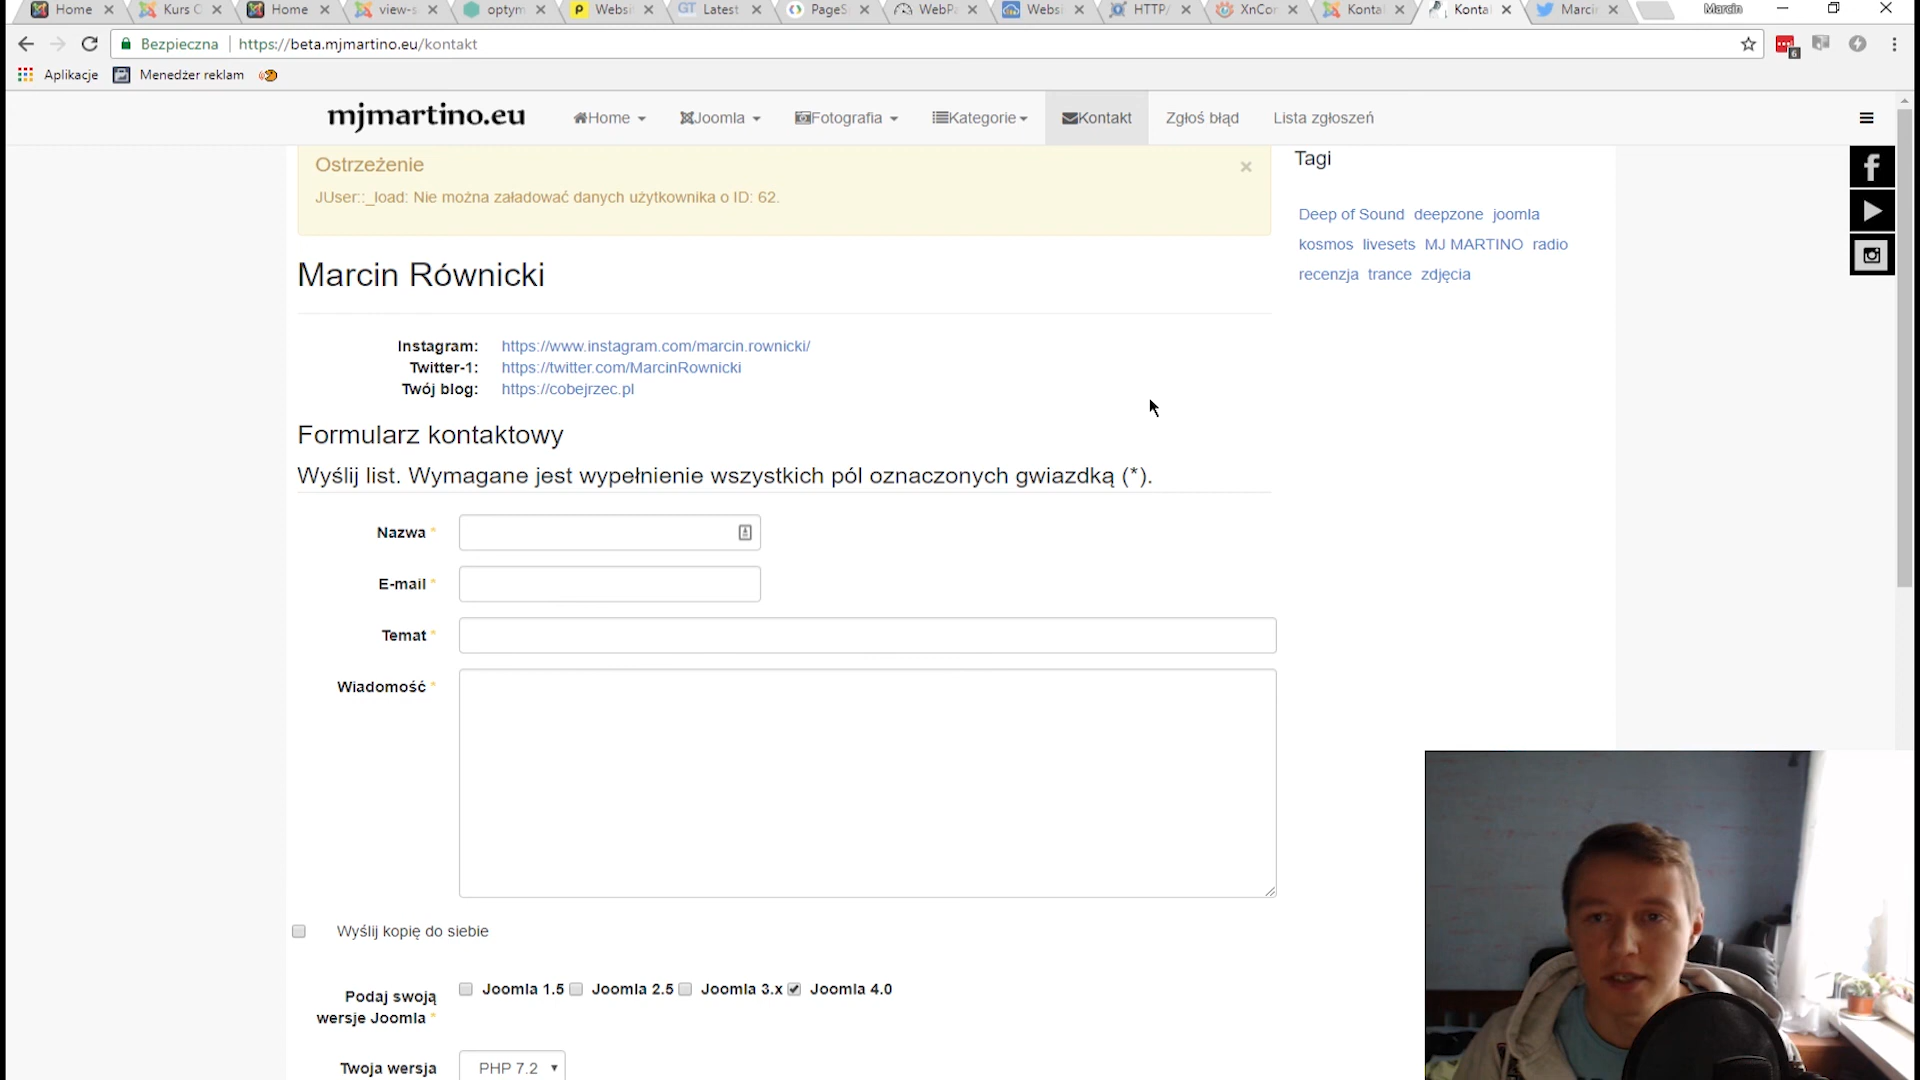 Home
Kurs C
Home
view-s
optym
Websi
Latest
PageS
WebPa
Websi
HTTP/
XnCor
Kontal
Kontal
Marcin
Marcin
Bezpieczna https://beta.mjmartino.eu/kontakt
6
Aplikacje Menedżer reklam
mjmartino.eu Home Joomla Fotografia Kategorie Kontakt Zgłoś błąd Lista zgłoszeń
Ostrzeżenie
×
JUser::_load: Nie można załadować danych użytkownika o ID: 62.
Tagi
Deep of Sound deepzone joomla
kosmos livesets MJ MARTINO radio
recenzja trance zdjęcia
Marcin Równicki
Instagram: https://www.instagram.com/marcin.rownicki/
Twitter-1: https://twitter.com/MarcinRownicki
Twój blog: https://cobejrzec.pl
Formularz kontaktowy
Wyślij list. Wymagane jest wypełnienie wszystkich pól oznaczonych gwiazdką (*).
Nazwa *
E-mail *
Temat *
Wiadomość *
Wyślij kopię do siebie
Podaj swoją
wersje Joomla *
Joomla 1.5 Joomla 2.5 Joomla 3.x Joomla 4.0
Twoja wersja PHP 7.2